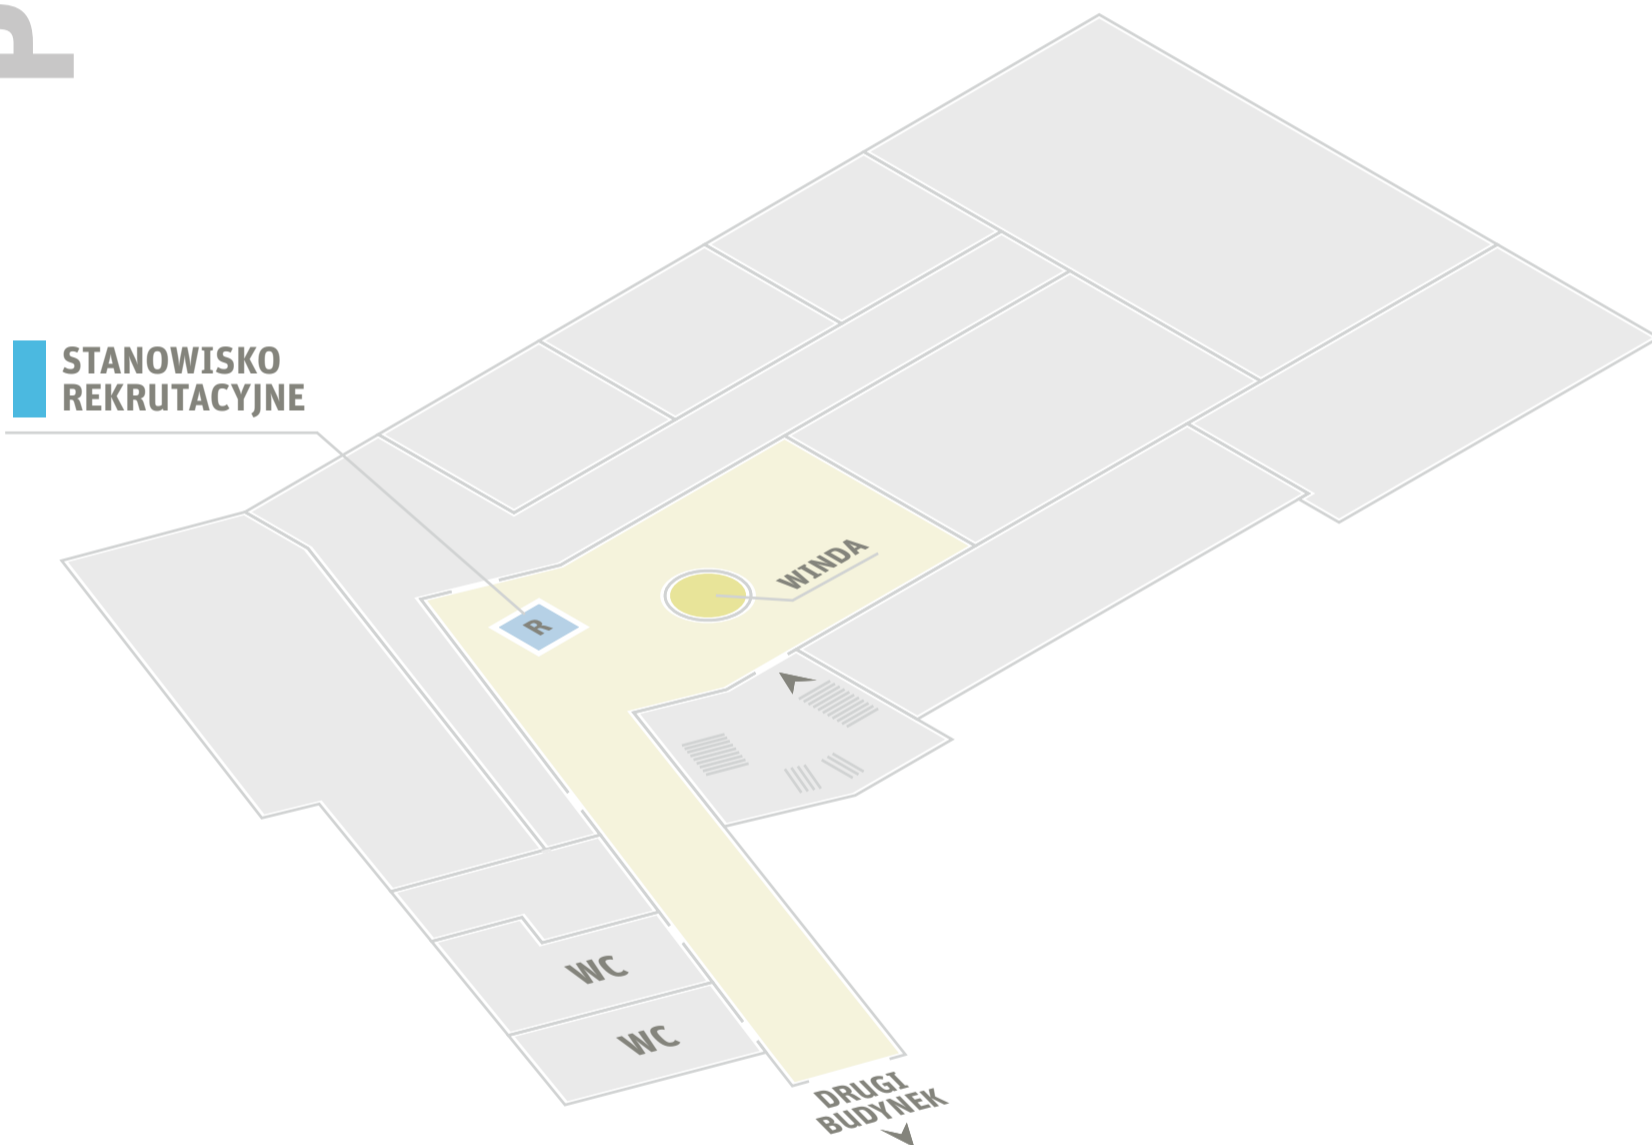 P
STANOWISKO
REKRUTACYJNE
WINDA
R
WC
WC
DRUGI
BUDYNEK